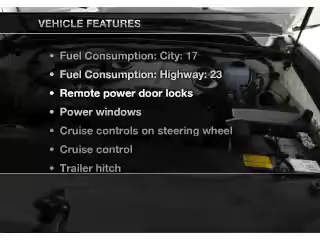 VEHICLE FEATURES
• Fuel Consumption: City: 17
• Fuel Consumption: Highway: 23
• Remote power door locks
• Power windows
• Cruise controls on steering wheel
• Cruise control
• Trailer hitch